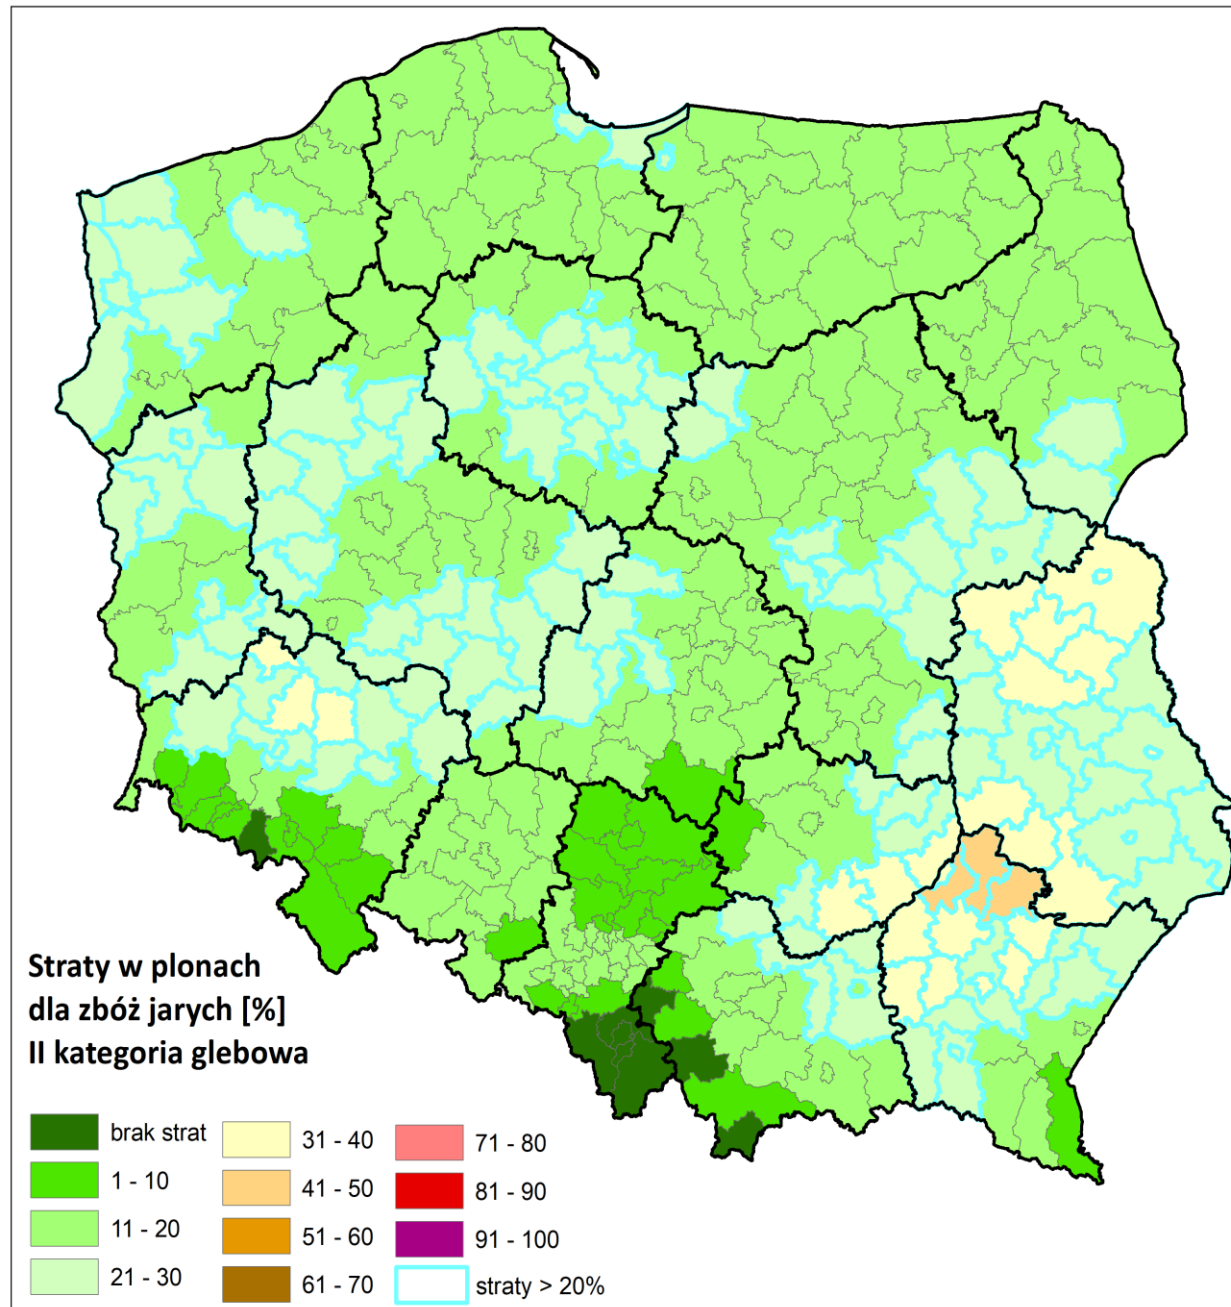 Straty w plonach
dla zbóż jarych [%]
II kategoria glebowa
brak strat
1 - 10
11 - 20
21 - 30
31 - 40
41 - 50
51 - 60
61 - 70
71 - 80
81 - 90
91 - 100
straty > 20%